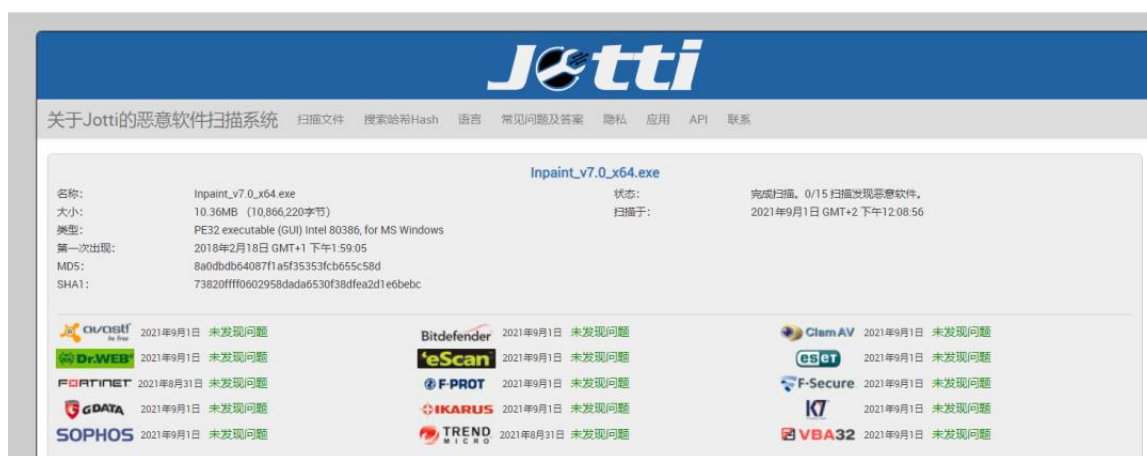 Jotti
关于Jotti的恶意软件扫描系统 扫描文件 搜索哈希Hash 语言 常见问题及答案 隐私 应用 API 联系
Inpaint_v7.0_x64.exe
名称: Inpaint_v7.0_x64.exe 状态: 完成扫描。0/15 扫描发现恶意软件。
大小: 10.36MB (10,866,220字节) 扫描于: 2021年9月1日 GMT+2 下午12:08:56
类型: PE32 executable (GUI) Intel 80386, for MS Windows
第一次出现: 2018年2月18日 GMT+1 下午1:59:05
MD5: 8a0dbdb64087f1a5f35353fcb655c58d
SHA1: 73820ffff0602958dada6530f38dfea2d1e6bebc
avast! be free 2021年9月1日 未发现问题 Bitdefender 2021年9月1日 未发现问题 ClamAV 2021年9月1日 未发现问题
Dr.WEB 2021年9月1日 未发现问题 eScan 2021年9月1日 未发现问题 eseT 2021年9月1日 未发现问题
FORTINET 2021年8月31日 未发现问题 F-PROT 2021年9月1日 未发现问题 F-Secure. 2021年9月1日 未发现问题
G DATA 2021年9月1日 未发现问题 IKARUS 2021年9月1日 未发现问题 K7 2021年9月1日 未发现问题
SOPHOS 2021年9月1日 未发现问题 TREND MICRO 2021年8月31日 未发现问题 VBA32 2021年9月1日 未发现问题